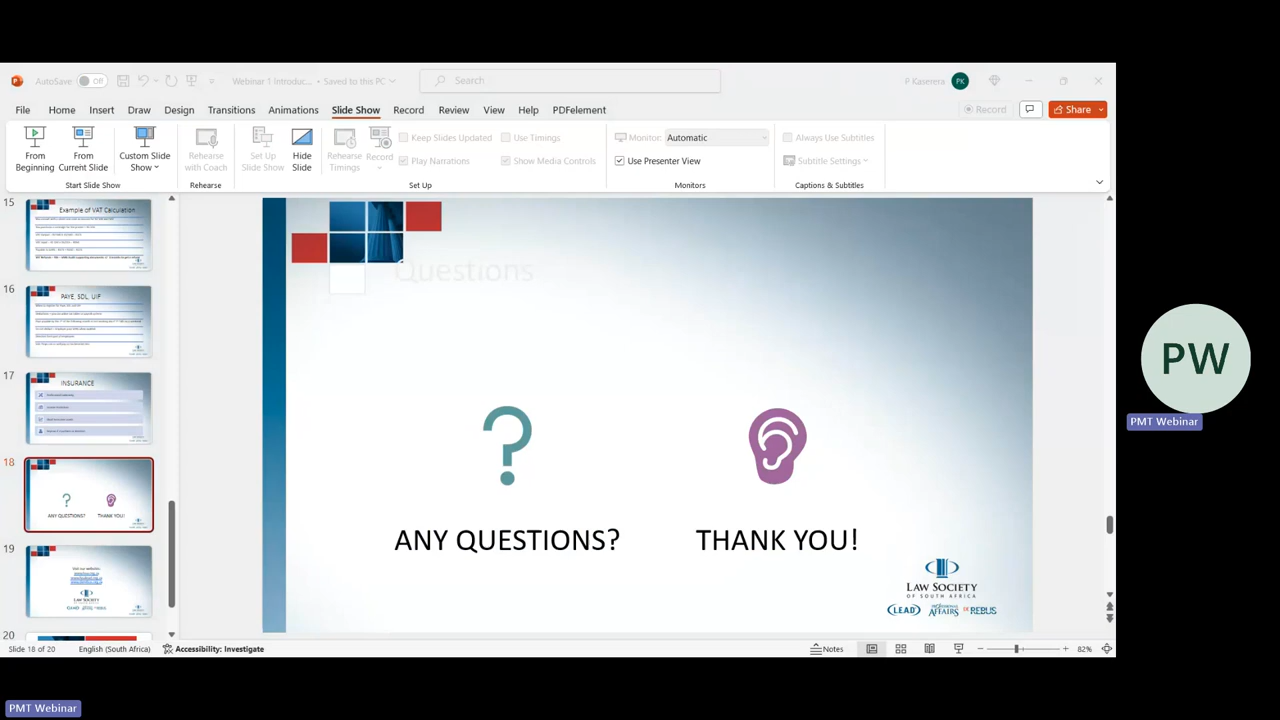 AutoSave
Off
Webinar 1 Introduc... • Saved to this PC
Search
P Kaserera
PK
File
Home
Insert
Draw
Design
Transitions
Animations
Slide Show
Record
Review
View
Help
PDFelement
Record
Share
From
Beginning
From
Current Slide
Custom Slide
Show
Start Slide Show
Rehearse
with Coach
Rehearse
Set Up
Slide Show
Hide
Slide
Rehearse
Timings
Record
Keep Slides Updated
Play Narrations
Use Timings
Show Media Controls
Set Up
Monitor:
Automatic
Use Presenter View
Monitors
Always Use Subtitles
Subtitle Settings
Captions & Subtitles
15
Example of VAT Calculation
16
PAYE, SDL, UIF
17
INSURANCE
18
ANY QUESTIONS?
THANK YOU!
19
20
Questions
?
ANY QUESTIONS?
THANK YOU!
LAW SOCIETY
OF SOUTH AFRICA
LEAD
PROFESSIONAL
AFFAIRS
DE REBUS
PW
PMT Webinar
Slide 18 of 20
English (South Africa)
Accessibility: Investigate
Notes
82%
PMT Webinar